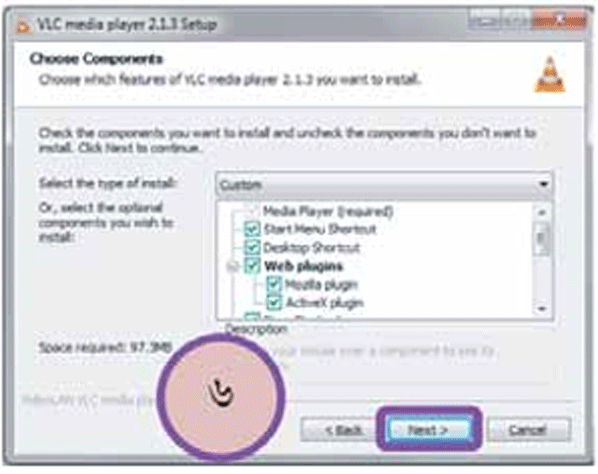 VLC media player 2.1.3 Setup
Choose Components
Choose which features of VLC media player 2.1.3 you want to install.
Check the components you want to install and uncheck the components you don't want to
install. Click Next to continue.
Select the type of install:
Custom
Or, select the optional
components you wish to
install:
Media Player (required)
Start Menu Shortcut
Desktop Shortcut
Web plugins
Mozilla plugin
ActiveX plugin
Description
Space required: 97.3MB
your mouse over a component to see its
VideoLAN VLC media
৬
< Back
Next >
Cancel